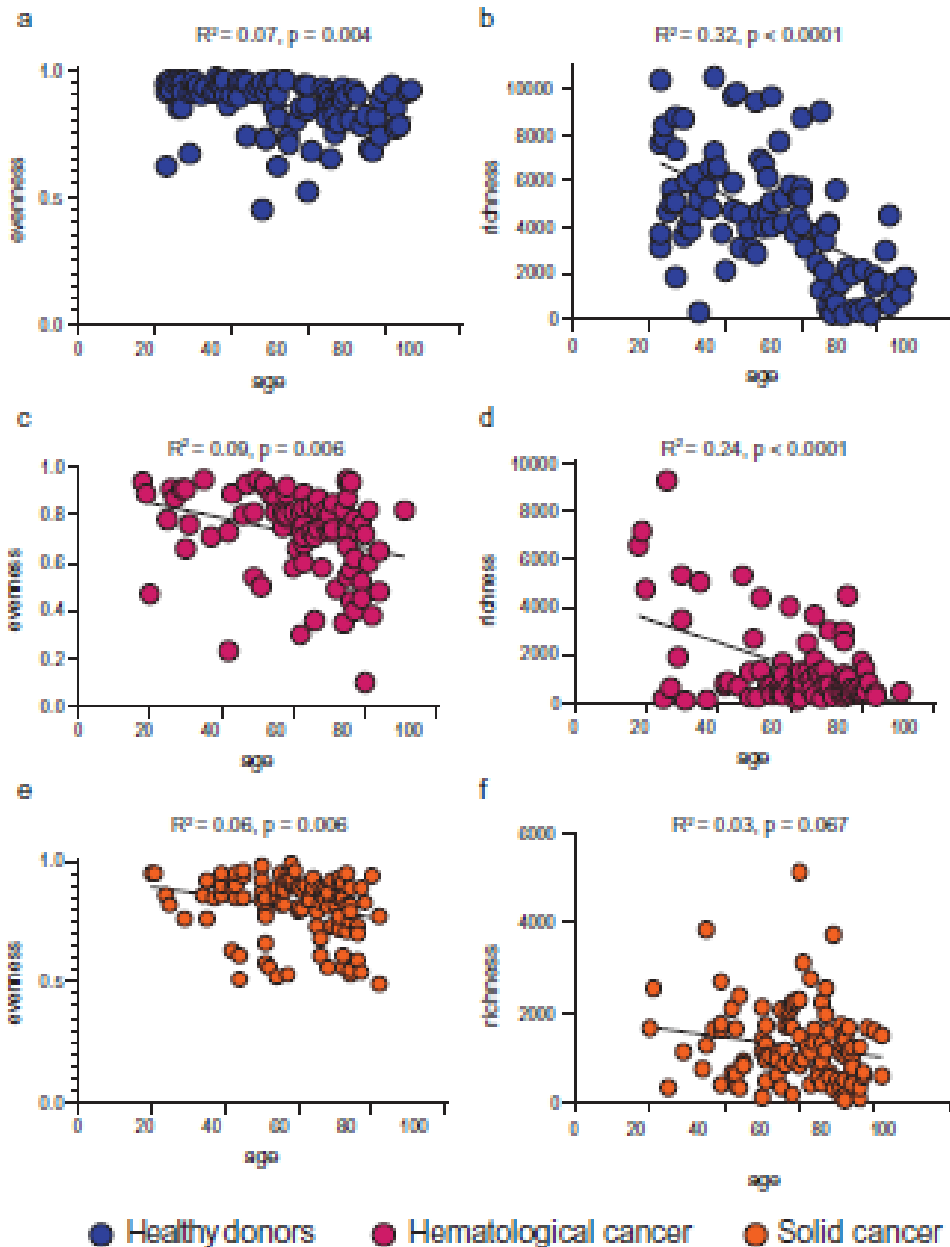 a
R² = 0.07, p = 0.004
evenness
1.0
0.5
0.0
0 20 40 60 80 100
age
b
R² = 0.32, p < 0.0001
richness
10000
8000
6000
4000
2000
0
0 20 40 60 80 100
age
c
R² = 0.09, p = 0.006
evenness
1.0
0.8
0.6
0.4
0.2
0.0
0 20 40 60 80 100
age
d
R² = 0.24, p < 0.0001
richness
10000
8000
6000
4000
2000
0
0 20 40 60 80 100
age
e
R² = 0.06, p = 0.006
evenness
1.0
0.5
0.0
0 20 40 60 80 100
age
f
R² = 0.03, p = 0.067
richness
6000
4000
2000
0
0 20 40 60 80 100
age
Healthy donors Hematological cancer Solid cancer